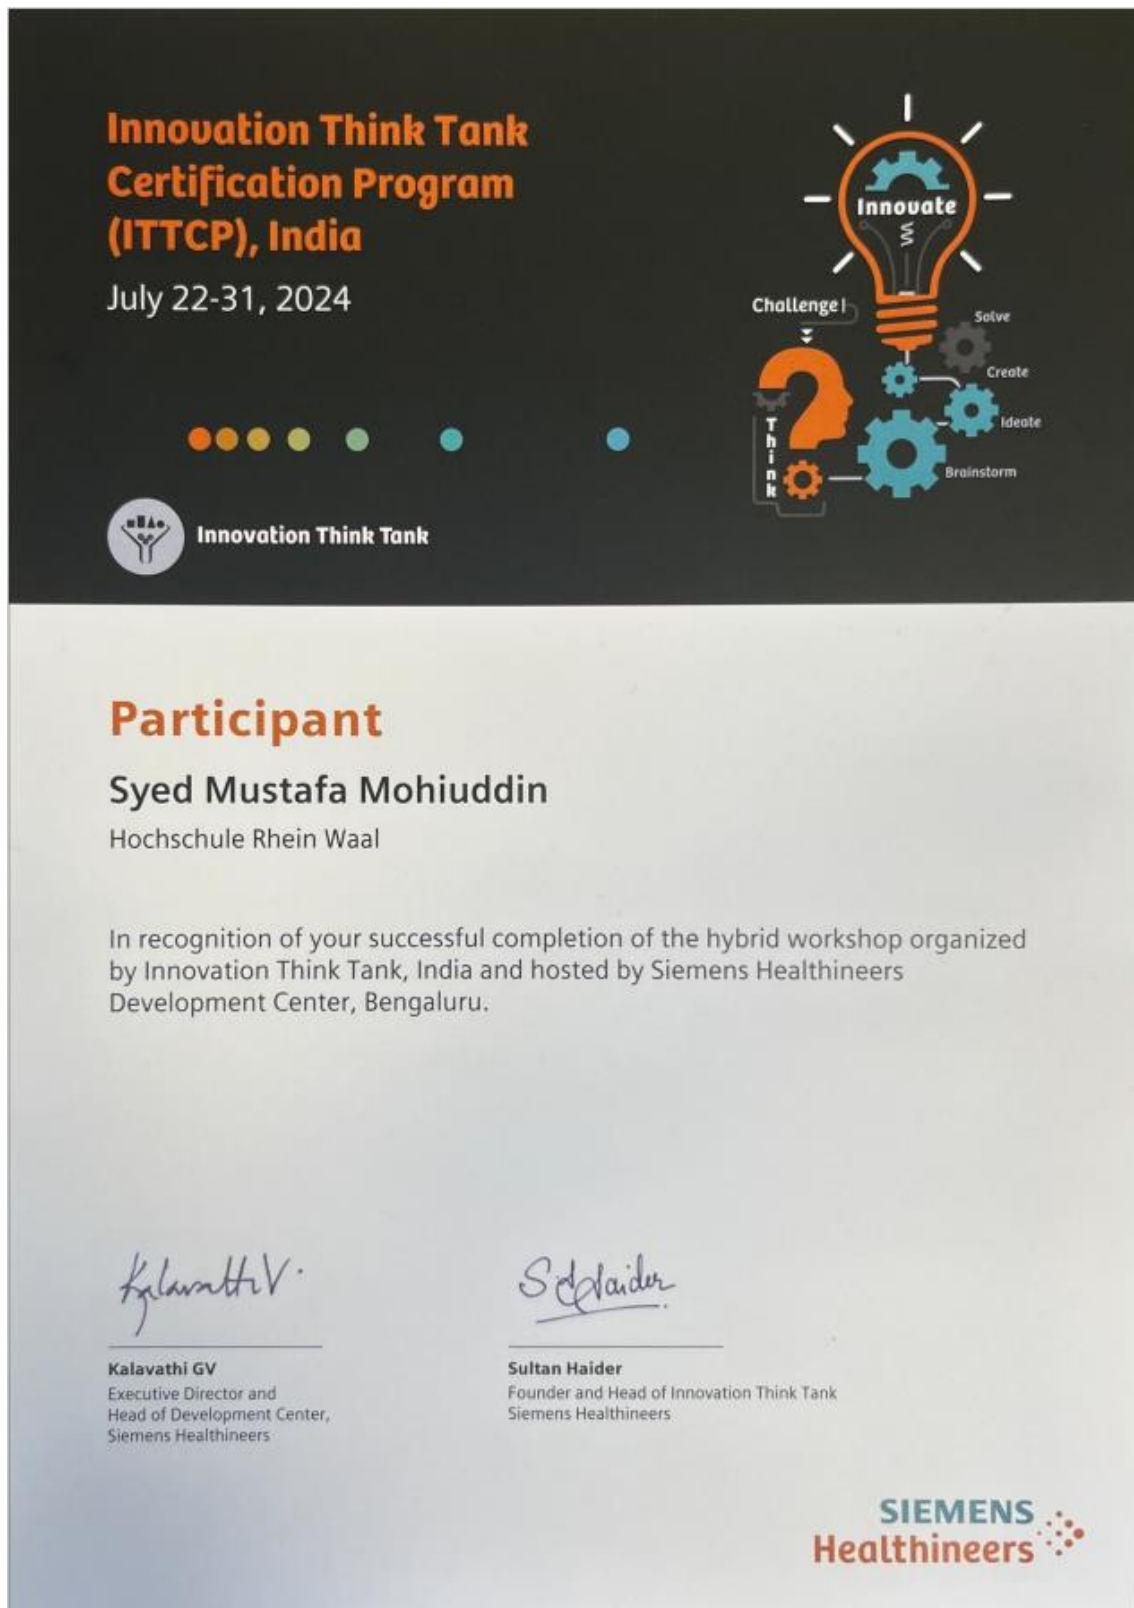 Innovation Think Tank
Certification Program
(ITTCP), India
July 22-31, 2024
Innovate
Challenge!
Think
Solve
Create
Ideate
Brainstorm
Innovation Think Tank
Participant
Syed Mustafa Mohiuddin
Hochschule Rhein Waal
In recognition of your successful completion of the hybrid workshop organized
by Innovation Think Tank, India and hosted by Siemens Healthineers
Development Center, Bengaluru.
Kalavathi V.
S Haider
Kalavathi GV
Executive Director and
Head of Development Center,
Siemens Healthineers
Sultan Haider
Founder and Head of Innovation Think Tank
Siemens Healthineers
SIEMENS
Healthineers